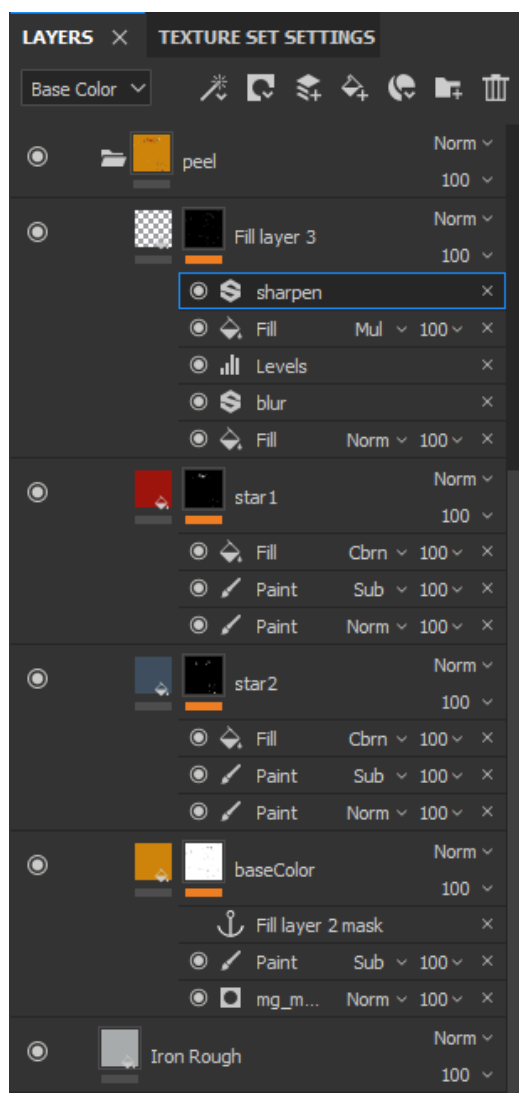 LAYERS TEXTURE SET SETTINGS
Base Color
peel Norm
100
Fill layer 3 Norm
100
sharpen
Fill Mul 100
Levels
blur
Fill Norm 100
star1 Norm
100
Fill Cbrn 100
Paint Sub 100
Paint Norm 100
star2 Norm
100
Fill Cbrn 100
Paint Sub 100
Paint Norm 100
baseColor Norm
100
Fill layer 2 mask
Paint Sub 100
mg_m... Norm 100
Iron Rough Norm
100